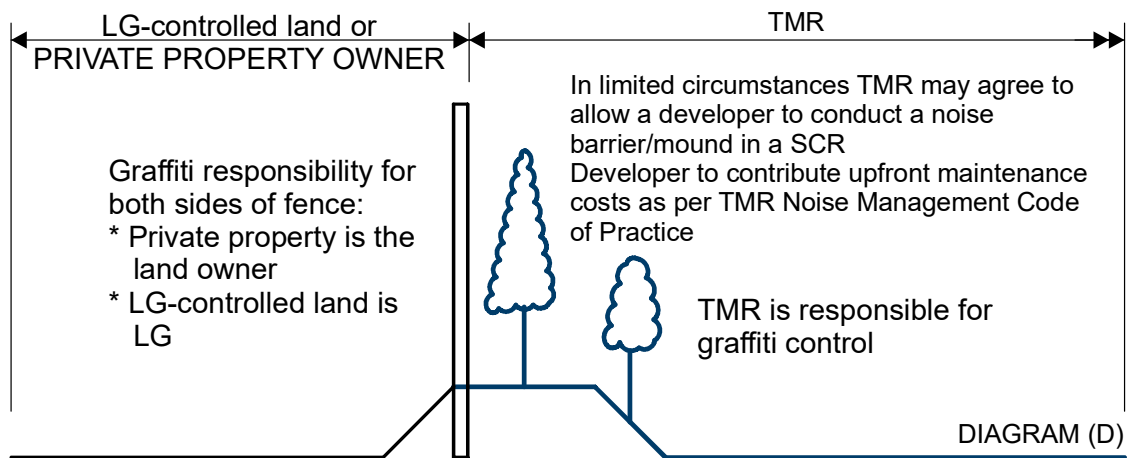 LG-controlled land or
PRIVATE PROPERTY OWNER
TMR
In limited circumstances TMR may agree to
allow a developer to conduct a noise
barrier/mound in a SCR
Developer to contribute upfront maintenance
costs as per TMR Noise Management Code
of Practice
Graffiti responsibility for
both sides of fence:
* Private property is the
land owner
* LG-controlled land is
LG
TMR is responsible for
graffiti control
DIAGRAM (D)